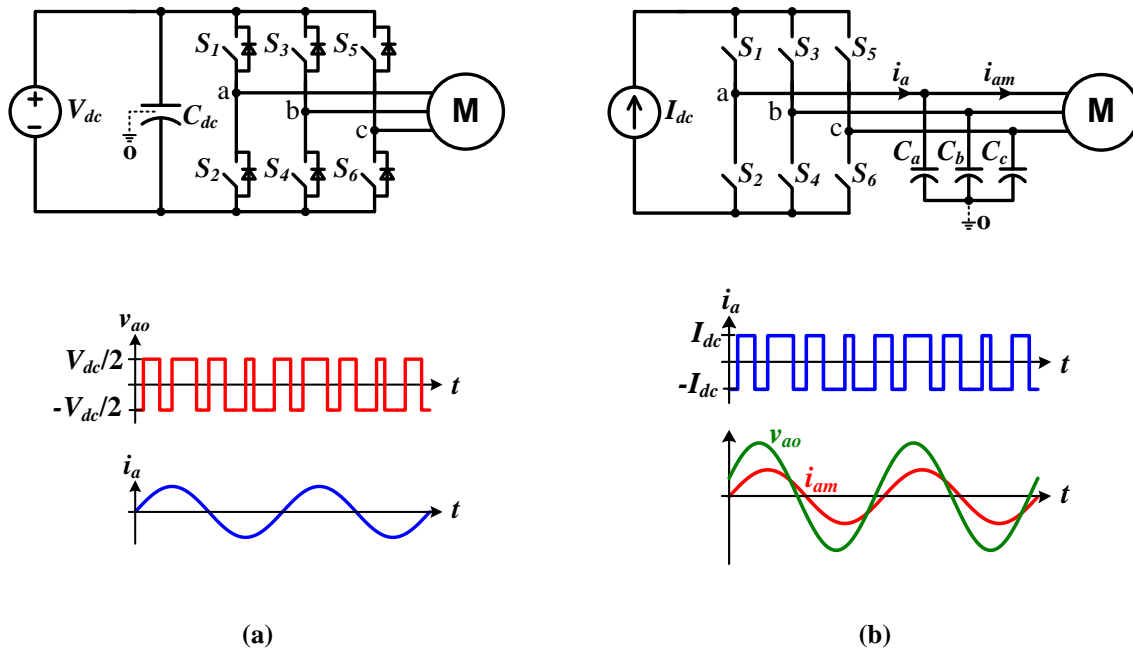 S1 S3 S5
Vdc Cdc
o
a
b
c
M
S2 S4 S6
vao
Vdc/2
-Vdc/2
t
ia
t
(a)
S1 S3 S5
Idc
ia iam
a
b
c
M
S2 S4 S6
Ca Cb Cc
o
ia
Idc
-Idc
t
vao
iam
t
(b)